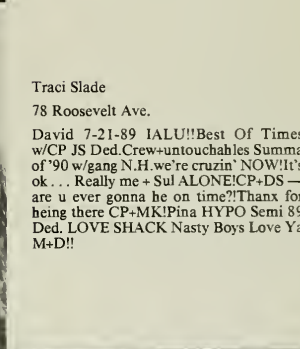 Traci Slade
78 Roosevelt Ave.
David 7-21-89 IALU!!Best Of Times
w/CP JS Ded.Crew+untouchables Summa
of '90 w/gang N.H.we're cruzin' NOW!It's
ok . . . Really me + Sul ALONE!CP+DS —
are u ever gonna he on time?!Thanx for
heing there CP+MK!Pina HYPO Semi 89
Ded. LOVE SHACK Nasty Boys Love Ya
M+D!!